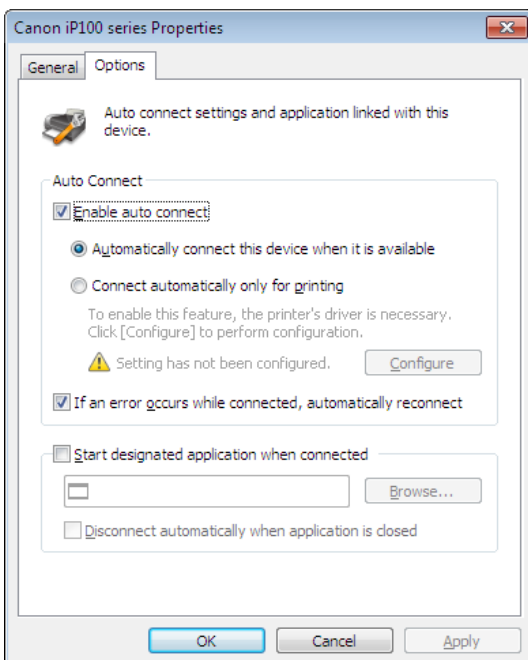 Canon iP100 series Properties
General Options
Auto connect settings and application linked with this
device.
Auto Connect
Enable auto connect
Automatically connect this device when it is available
Connect automatically only for printing
To enable this feature, the printer's driver is necessary.
Click [Configure] to perform configuration.
Setting has not been configured. Configure
If an error occurs while connected, automatically reconnect
Start designated application when connected
Browse...
Disconnect automatically when application is closed
OK Cancel Apply